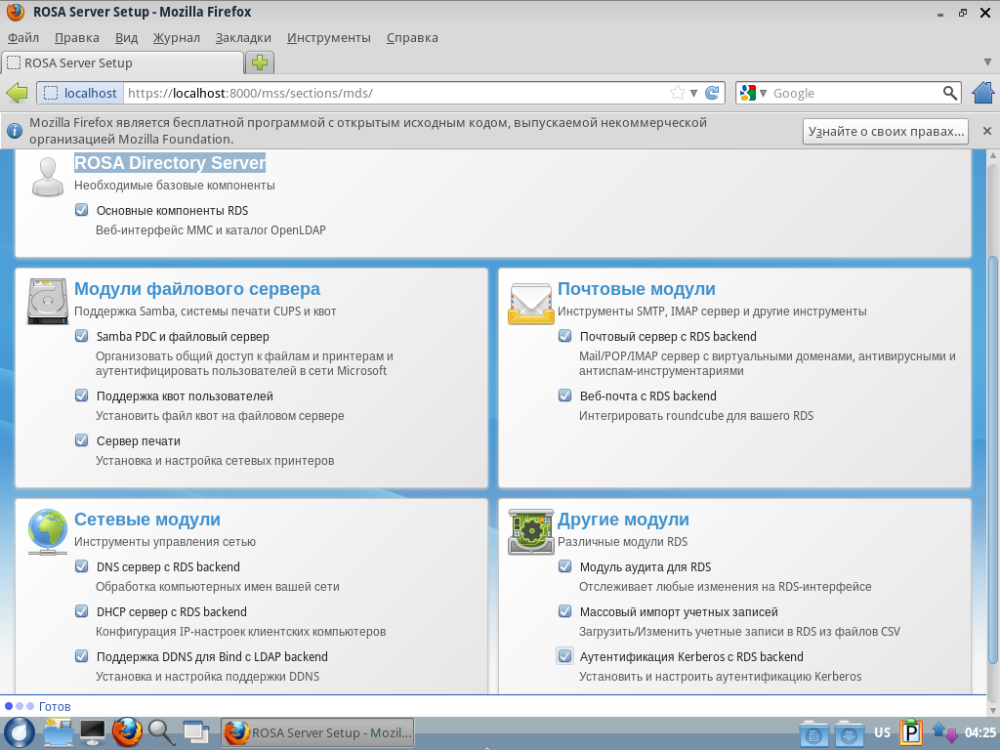 ROSA Server Setup - Mozilla Firefox
Файл Правка Вид Журнал Закладки Инструменты Справка
ROSA Server Setup
localhost https://localhost:8000/mss/sections/mds/ Google
Mozilla Firefox является бесплатной программой с открытым исходным кодом, выпускаемой некоммерческой
организацией Mozilla Foundation.
Узнайте о своих правах...
ROSA Directory Server
Необходимые базовые компоненты
Основные компоненты RDS
Веб-интерфейс MMC и каталог OpenLDAP
Модули файлового сервера
Поддержка Samba, системы печати CUPS и квот
Samba PDC и файловый сервер
Организовать общий доступ к файлам и принтерам и
аутентифицировать пользователей в сети Microsoft
Поддержка квот пользователей
Установить файл квот на файловом сервере
Сервер печати
Установка и настройка сетевых принтеров
Почтовые модули
Инструменты SMTP, IMAP сервер и другие инструменты
Почтовый сервер с RDS backend
Mail/POP/IMAP сервер с виртуальными доменами, антивирусными и
антиспам-инструментариями
Веб-почта с RDS backend
Интегрировать roundcube для вашего RDS
Сетевые модули
Инструменты управления сетью
DNS сервер с RDS backend
Обработка компьютерных имен вашей сети
DHCP сервер с RDS backend
Конфигурация IP-настроек клиентских компьютеров
Поддержка DDNS для Bind с LDAP backend
Установка и настройка поддержки DDNS
Другие модули
Различные модули RDS
Модуль аудита для RDS
Отслеживает любые изменения на RDS-интерфейсе
Массовый импорт учетных записей
Загрузить/Изменить учетные записи в RDS из файлов CSV
Аутентификация Kerberos с RDS backend
Установить и настроить аутентификацию Kerberos
Готов
ROSA Server Setup - Mozil... US P 04:25